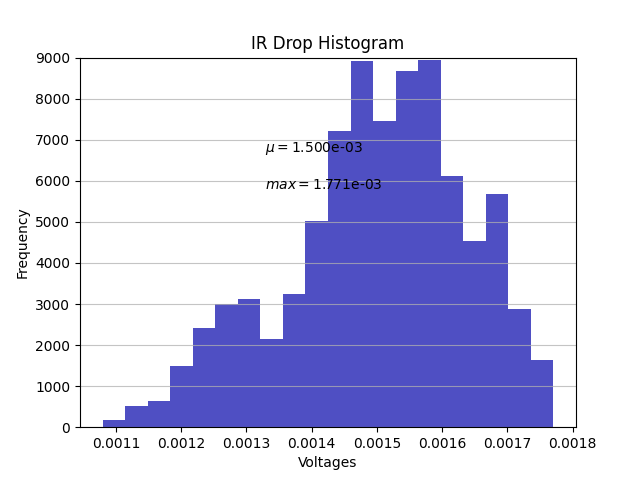 IR Drop Histogram
9000
8000
7000
6000
5000
4000
3000
2000
1000
0
Frequency
μ = 1.500e-03
max = 1.771e-03
0.0011 0.0012 0.0013 0.0014 0.0015 0.0016 0.0017 0.0018
Voltages